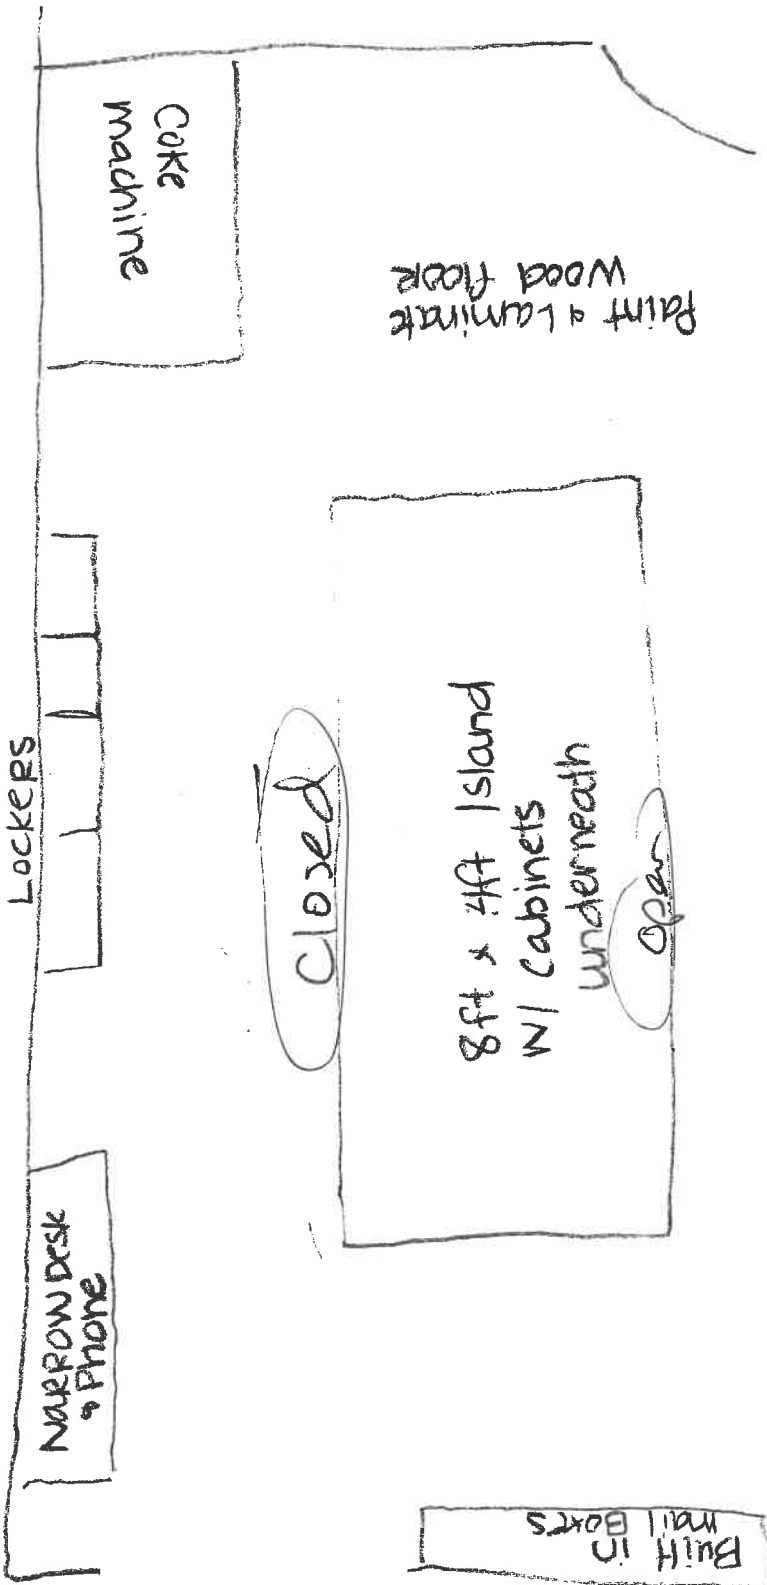 Coke
machine
Paint & Laminate
Wood floor
LOCKERS
Closed
8ft x 4ft Island
W/ Cabinets
underneath
Open
NARROW Desk
& Phone
Built in
mail Boxes